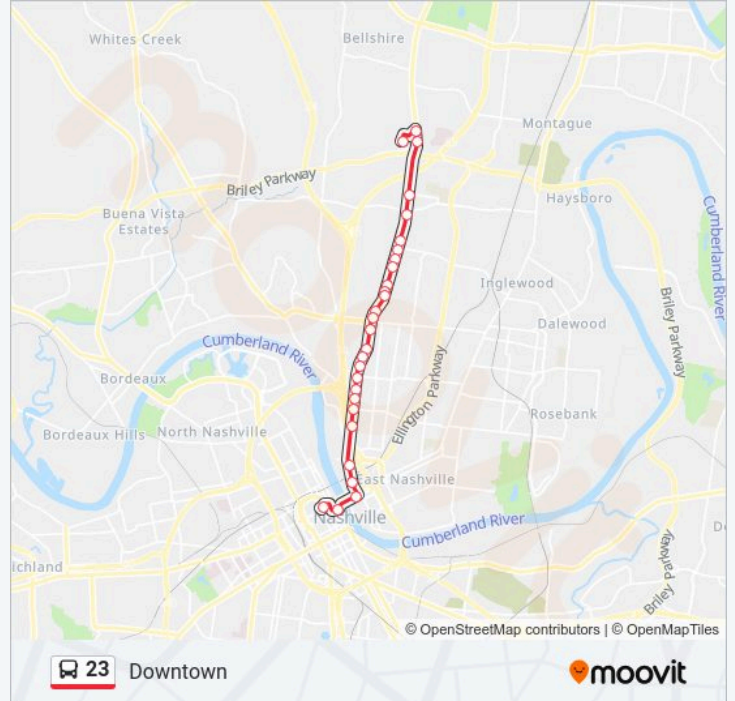 Whites Creek
Bellshire
Montague
Briley Parkway
Haysboro
Buena Vista
Estates
Cumberland River
Inglewood
Briley Parkway
Dalewood
Cumberland River
Bordeaux
Ellington Parkway
Rosebank
Bordeaux Hills
North Nashville
East Nashville
Nashville
Cumberland River
Briley Parkway
ichland
© OpenStreetMap contributors | © OpenMapTiles
23 Downtown
moovit